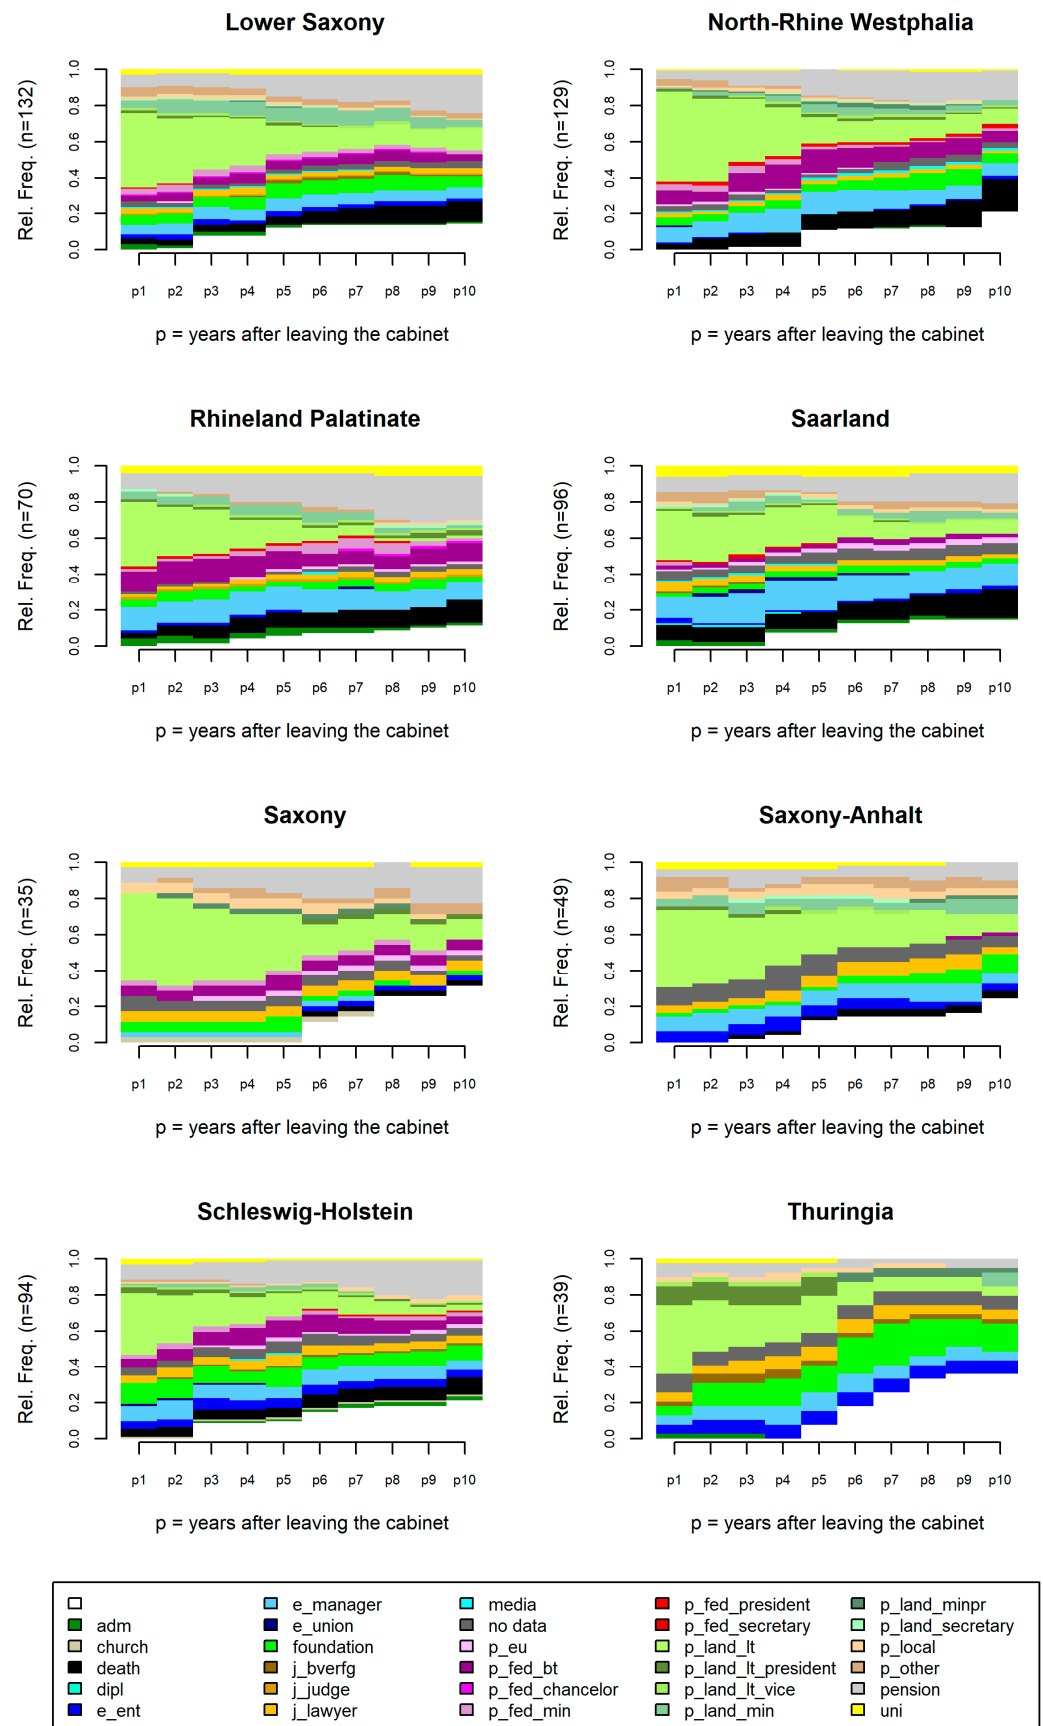 Lower Saxony
North-Rhine Westphalia
Rel. Freq. (n=132)
0.0 0.2 0.4 0.6 0.8 1.0
p1 p2 p3 p4 p5 p6 p7 p8 p9 p10
p = years after leaving the cabinet
Rel. Freq. (n=129)
0.0 0.2 0.4 0.6 0.8 1.0
p1 p2 p3 p4 p5 p6 p7 p8 p9 p10
p = years after leaving the cabinet
Rhineland Palatinate
Saarland
Rel. Freq. (n=70)
0.0 0.2 0.4 0.6 0.8 1.0
p1 p2 p3 p4 p5 p6 p7 p8 p9 p10
p = years after leaving the cabinet
Rel. Freq. (n=96)
0.0 0.2 0.4 0.6 0.8 1.0
p1 p2 p3 p4 p5 p6 p7 p8 p9 p10
p = years after leaving the cabinet
Saxony
Saxony-Anhalt
Rel. Freq. (n=35)
0.0 0.2 0.4 0.6 0.8 1.0
p1 p2 p3 p4 p5 p6 p7 p8 p9 p10
p = years after leaving the cabinet
Rel. Freq. (n=49)
0.0 0.2 0.4 0.6 0.8 1.0
p1 p2 p3 p4 p5 p6 p7 p8 p9 p10
p = years after leaving the cabinet
Schleswig-Holstein
Thuringia
Rel. Freq. (n=94)
0.0 0.2 0.4 0.6 0.8 1.0
p1 p2 p3 p4 p5 p6 p7 p8 p9 p10
p = years after leaving the cabinet
Rel. Freq. (n=39)
0.0 0.2 0.4 0.6 0.8 1.0
p1 p2 p3 p4 p5 p6 p7 p8 p9 p10
p = years after leaving the cabinet
adm
church
death
dipl
e_ent
e_manager
e_union
foundation
j_bverfg
j_judge
j_lawyer
media
no data
p_eu
p_fed_bt
p_fed_chancelor
p_fed_min
p_fed_president
p_fed_secretary
p_land_lt
p_land_lt_president
p_land_lt_vice
p_land_min
p_land_minpr
p_land_secretary
p_local
p_other
pension
uni